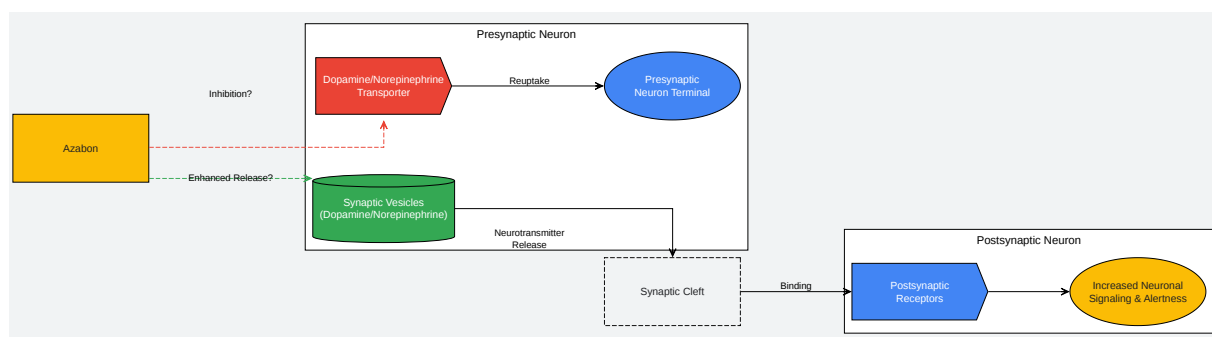 Presynaptic Neuron
Dopamine/Norepinephrine
Transporter
Reuptake
Presynaptic
Neuron Terminal
Inhibition?
Azabon
Enhanced Release?
Synaptic Vesicles
(Dopamine/Norepinephrine)
Neurotransmitter
Release
Postsynaptic Neuron
Synaptic Cleft
Binding
Postsynaptic
Receptors
Increased Neuronal
Signaling & Alertness